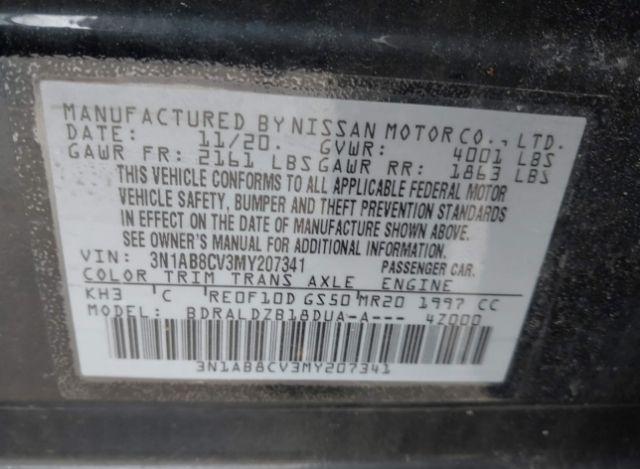 MANUFACTURED BY NISSAN MOTOR CO., LTD.
DATE: 11/20. GVWR: 4001 LBS
GAWR FR: 2161 LBS GAWR RR: 1863 LBS
THIS VEHICLE CONFORMS TO ALL APPLICABLE FEDERAL MOTOR
VEHICLE SAFETY, BUMPER AND THEFT PREVENTION STANDARDS
IN EFFECT ON THE DATE OF MANUFACTURE SHOWN ABOVE.
SEE OWNER'S MANUAL FOR ADDITIONAL INFORMATION.
VIN: 3N1AB8CV3MY207341 PASSENGER CAR.
COLOR TRIM TRANS AXLE ENGINE
KH3 C RE0F10D GS50 MR20 1997 CC
MODEL: BDRALDZB18DUA-A--- 4Z000
3N1AB8CV3MY207341